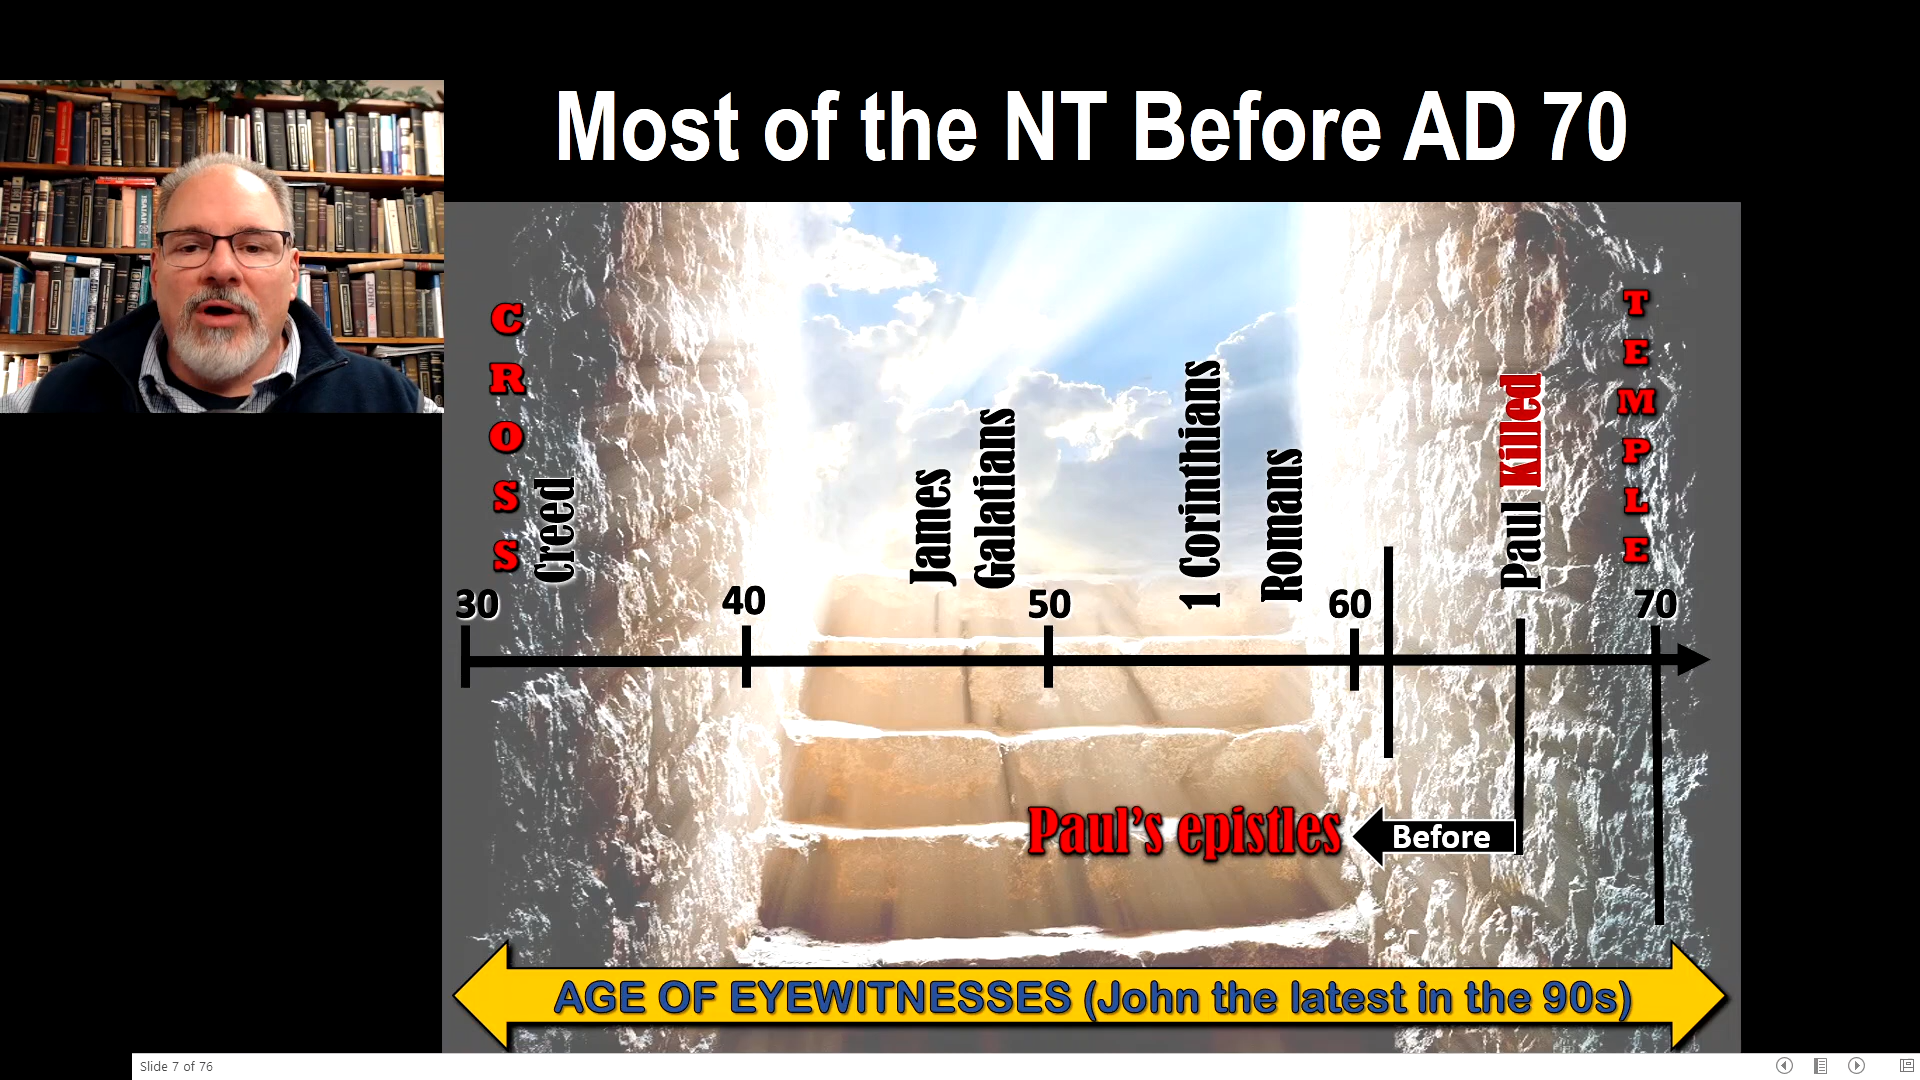 Most of the NT Before AD 70
CROSS
Creed
James
Galatians
1 Corinthians
Romans
Paul Killed
TEMPLE
30
40
50
60
70
Paul's epistles
Before
AGE OF EYEWITNESSES (John the latest in the 90s)
Slide 7 of 76
ISAIAH
JOHN